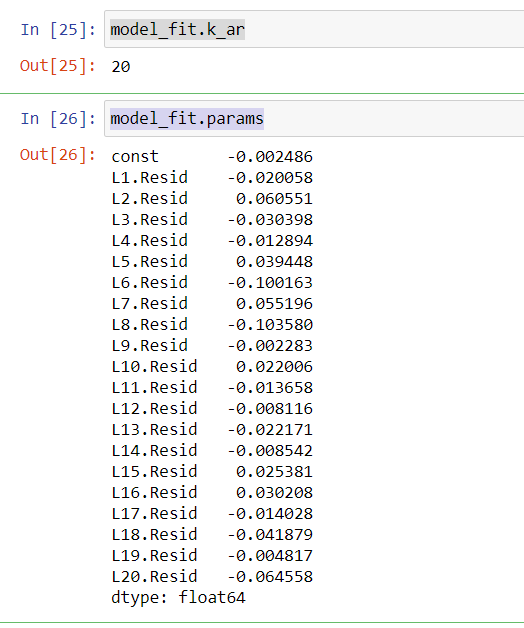 In [25]: model_fit.k_ar
Out[25]: 20
In [26]: model_fit.params
Out[26]: const -0.002486
L1.Resid -0.020058
L2.Resid 0.060551
L3.Resid -0.030398
L4.Resid -0.012894
L5.Resid 0.039448
L6.Resid -0.100163
L7.Resid 0.055196
L8.Resid -0.103580
L9.Resid -0.002283
L10.Resid 0.022006
L11.Resid -0.013658
L12.Resid -0.008116
L13.Resid -0.022171
L14.Resid -0.008542
L15.Resid 0.025381
L16.Resid 0.030208
L17.Resid -0.014028
L18.Resid -0.041879
L19.Resid -0.004817
L20.Resid -0.064558
dtype: float64